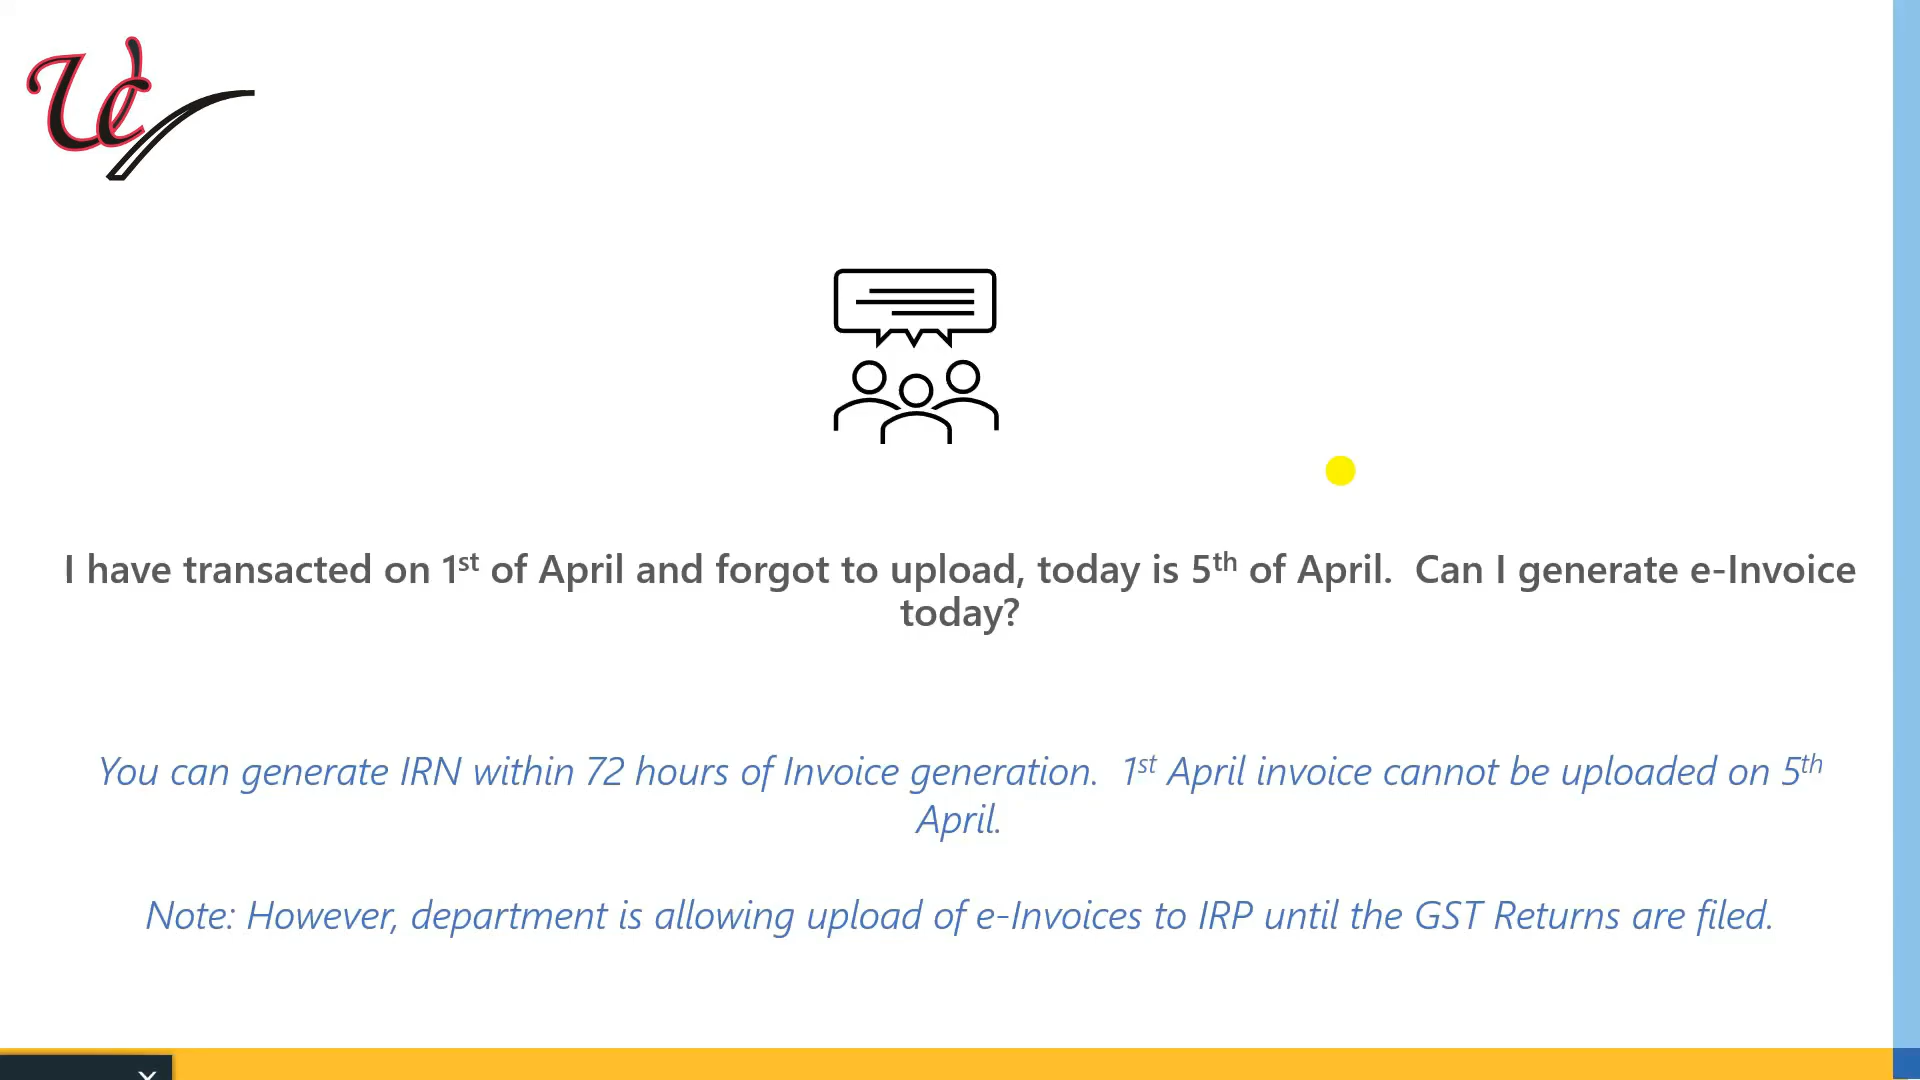 I have transacted on 1st of April and forgot to upload, today is 5th of April. Can I generate e-Invoice
today?
You can generate IRN within 72 hours of Invoice generation. 1st April invoice cannot be uploaded on 5th
April.
Note: However, department is allowing upload of e-Invoices to IRP until the GST Returns are filed.